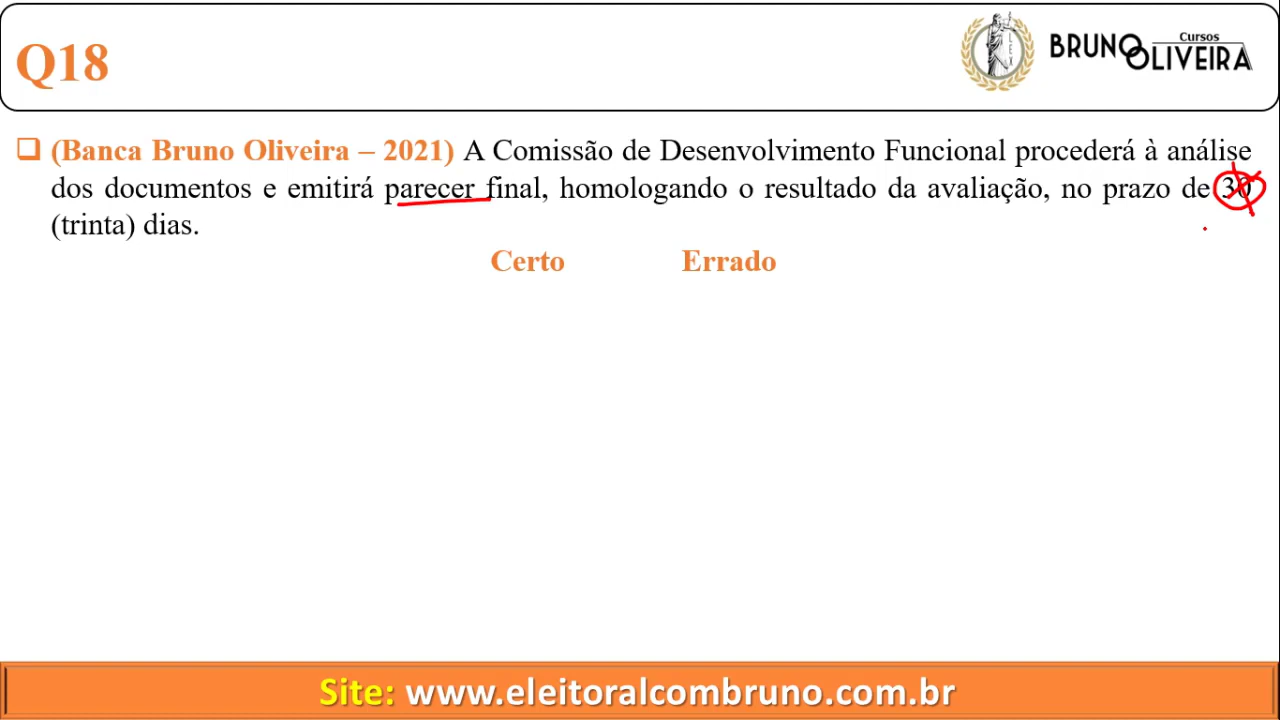 Q18
Cursos
BRUNO
OLIVEIRA
(Banca Bruno Oliveira – 2021) A Comissão de Desenvolvimento Funcional procederá à análise
dos documentos e emitirá parecer final, homologando o resultado da avaliação, no prazo de 30
(trinta) dias.
Certo Errado
Site: www.eleitoralcombruno.com.br